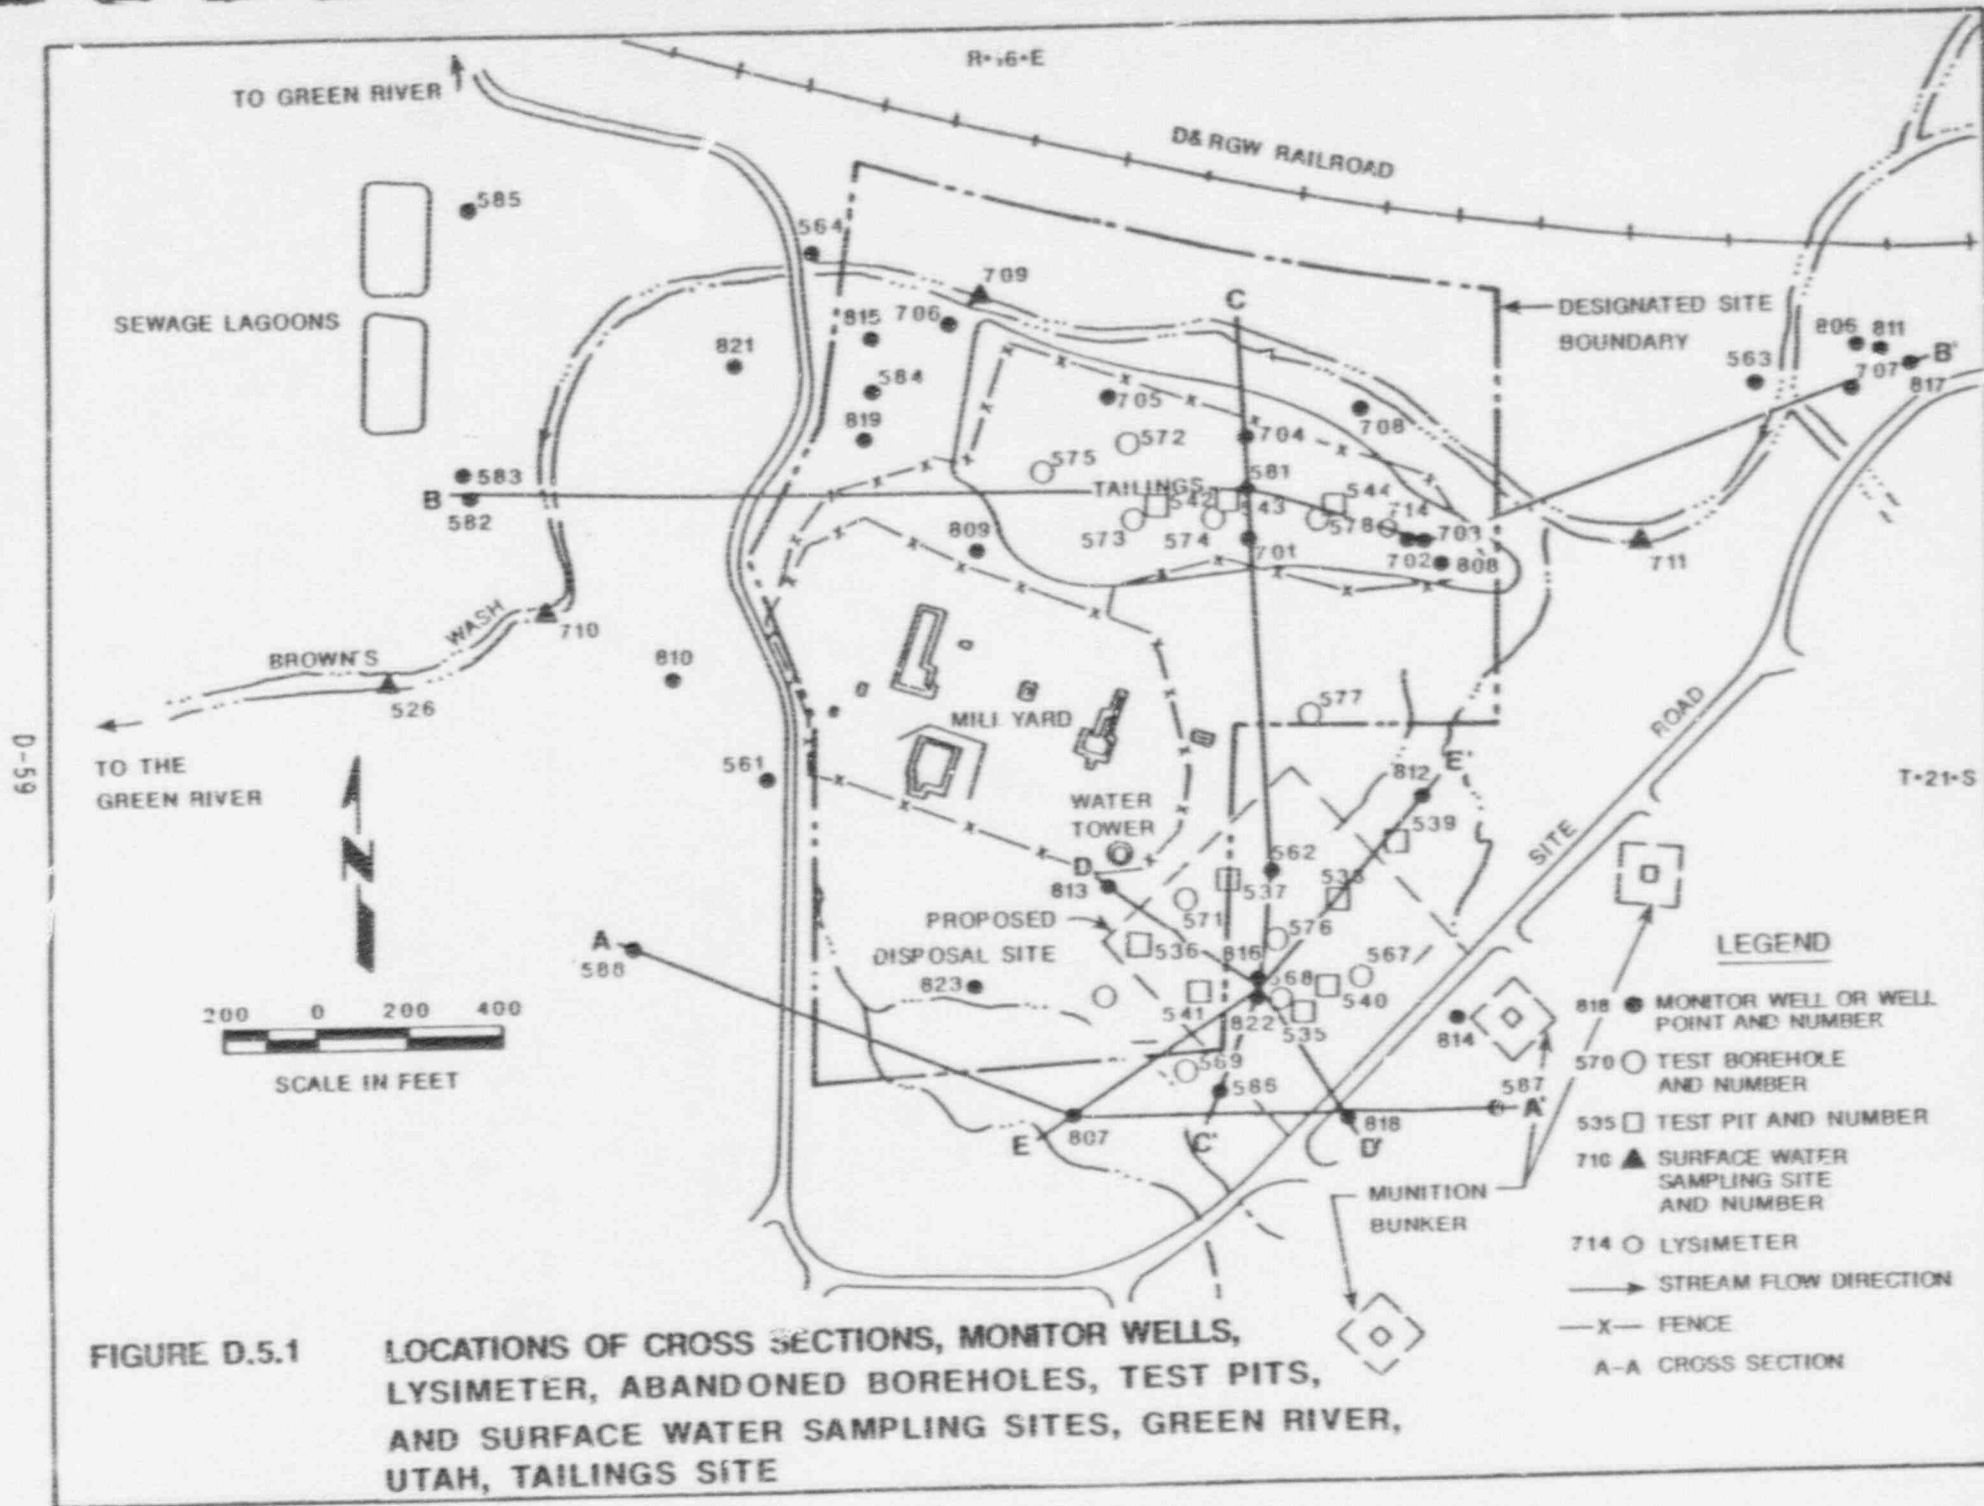 R-16-E
TO GREEN RIVER
D&RGW RAILROAD
585
564
709
C
SEWAGE LAGOONS
DESIGNATED SITE
BOUNDARY
815
706
806
811
B'
821
563
707
817
584
705
708
819
572
704
575
583
581
B
TAILINGS
544
582
542
543
714
573
574
578
703
809
701
702
808
711
WASH
710
BROWN'S
810
526
577
MILL YARD
ROAD
D-59
TO THE
GREEN RIVER
561
812
E'
T-21-S
WATER
TOWER
539
SITE
562
D
813
537
538
PROPOSED
571
576
A
588
DISPOSAL SITE
536
816
567
823
568
540
541
822
535
814
N
200 0 200 400
SCALE IN FEET
569
586
587
A'
E
807
C'
818
D'
MUNITION
BUNKER
LEGEND
818 MONITOR WELL OR WELL
POINT AND NUMBER
570 TEST BOREHOLE
AND NUMBER
535 TEST PIT AND NUMBER
710 SURFACE WATER
SAMPLING SITE
AND NUMBER
714 LYSIMETER
STREAM FLOW DIRECTION
—X— FENCE
A-A CROSS SECTION
FIGURE D.5.1 LOCATIONS OF CROSS SECTIONS, MONITOR WELLS,
LYSIMETER, ABANDONED BOREHOLES, TEST PITS,
AND SURFACE WATER SAMPLING SITES, GREEN RIVER,
UTAH, TAILINGS SITE